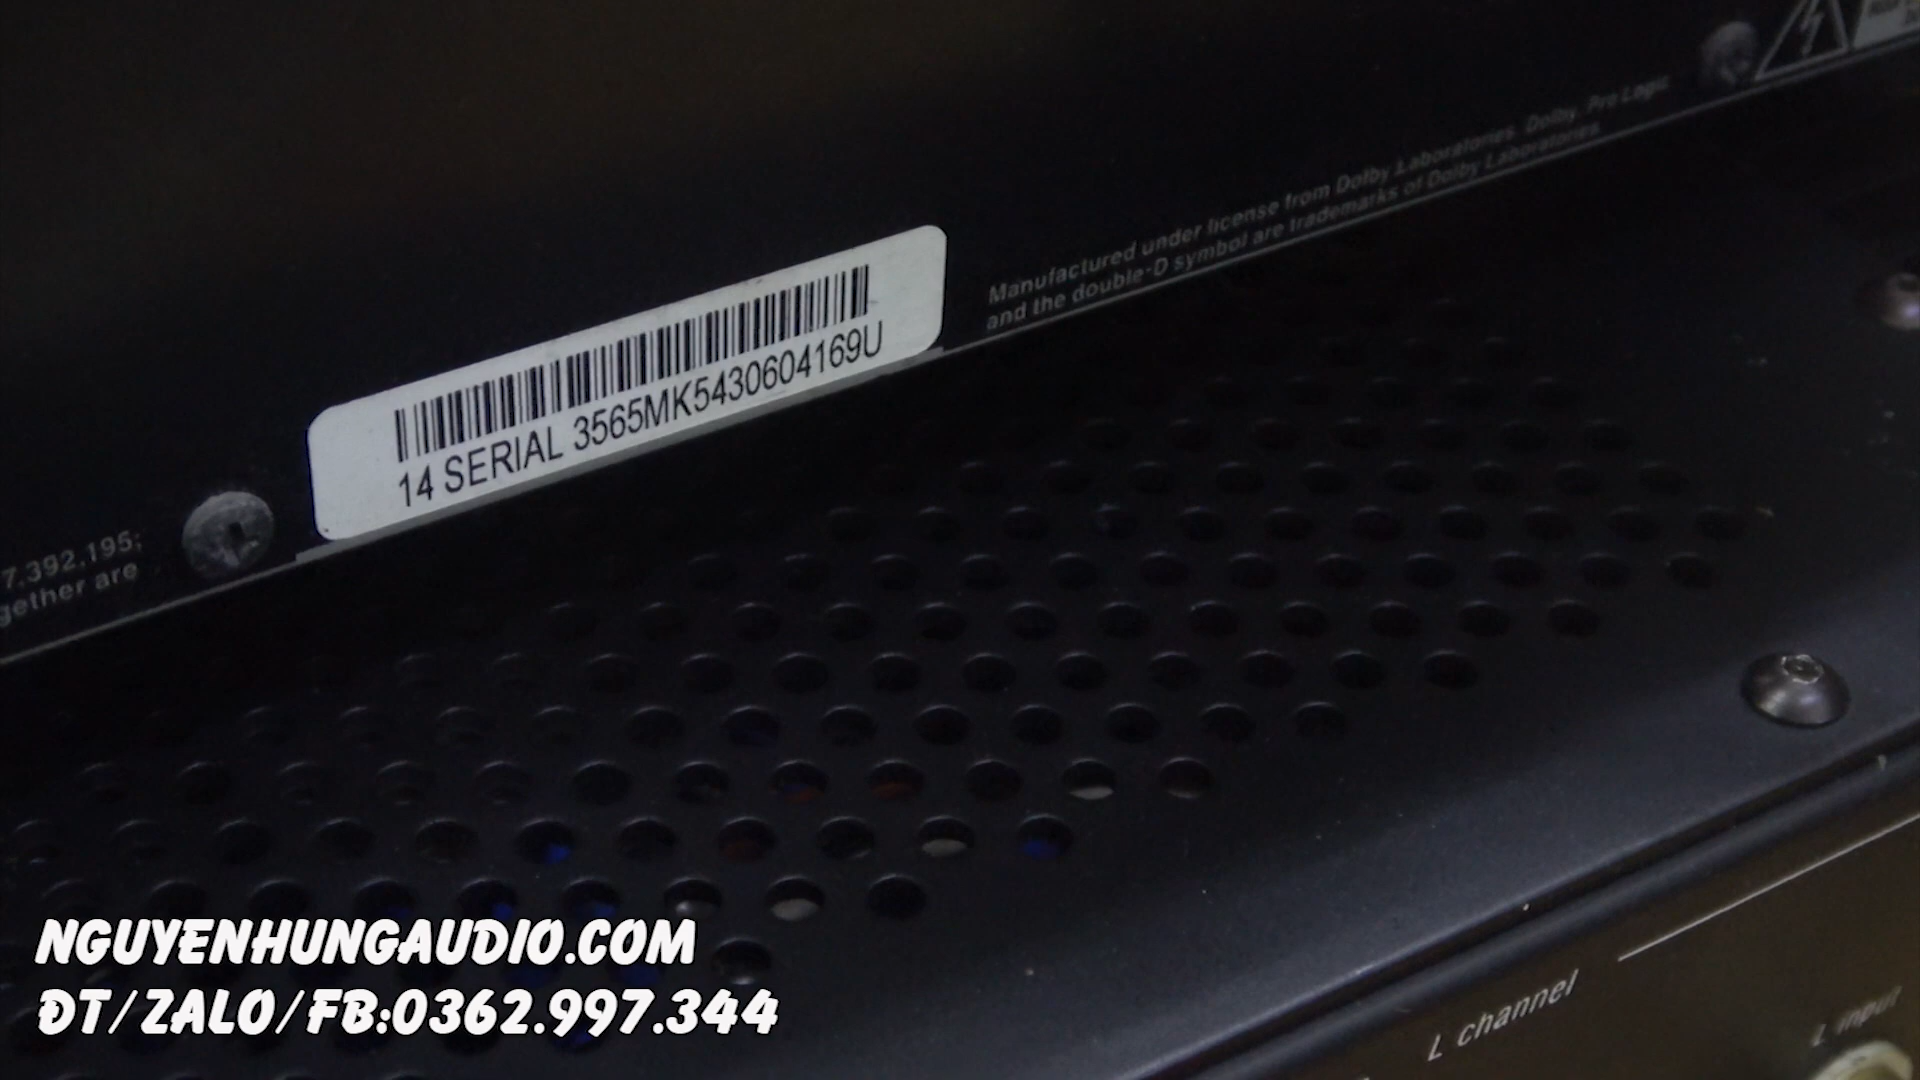 Manufactured under license from Dolby Laboratories. Dolby, Pro Logic
and the double-D symbol are trademarks of Dolby Laboratories.
14 SERIAL 3565MK5430604169U
7,392,195;
gether are
NGUYENHUNGAUDIO.COM
ĐT/ZALO/FB:0362.997.344
L channel
L input